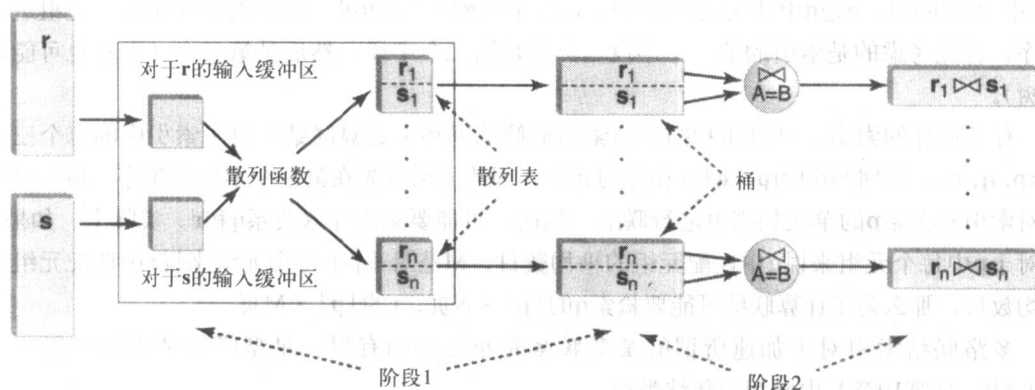 r
s
对于r的输入缓冲区
散列函数
对于s的输入缓冲区
r₁
s₁
rₙ
sₙ
散列表
r₁
s₁
rₙ
sₙ
桶
⋈
A=B
⋈
A=B
r₁⋈s₁
rₙ⋈sₙ
阶段1
阶段2